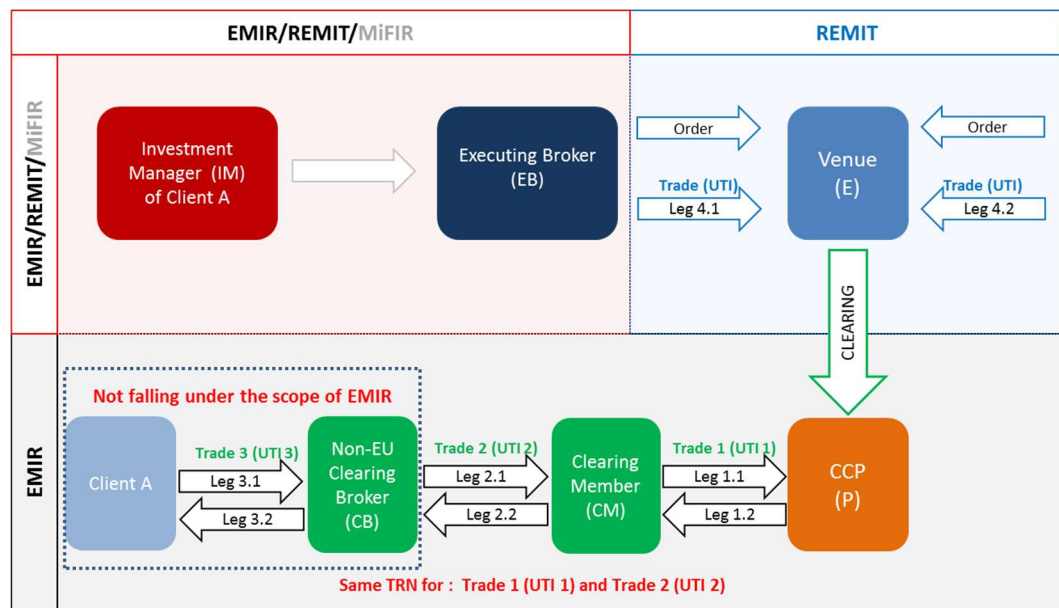 EMIR/REMIT/MiFIR
REMIT
EMIR/REMIT/MiFIR
Investment
Manager (IM)
of Client A
Executing Broker
(EB)
Order
Trade (UTI)
Leg 4.1
Venue
(E)
Order
Trade (UTI)
Leg 4.2
CLEARING
EMIR
Not falling under the scope of EMIR
Client A
Trade 3 (UTI 3)
Leg 3.1
Leg 3.2
Non-EU
Clearing
Broker
(CB)
Trade 2 (UTI 2)
Leg 2.1
Leg 2.2
Clearing
Member
(CM)
Trade 1 (UTI 1)
Leg 1.1
Leg 1.2
CCP
(P)
Same TRN for : Trade 1 (UTI 1) and Trade 2 (UTI 2)